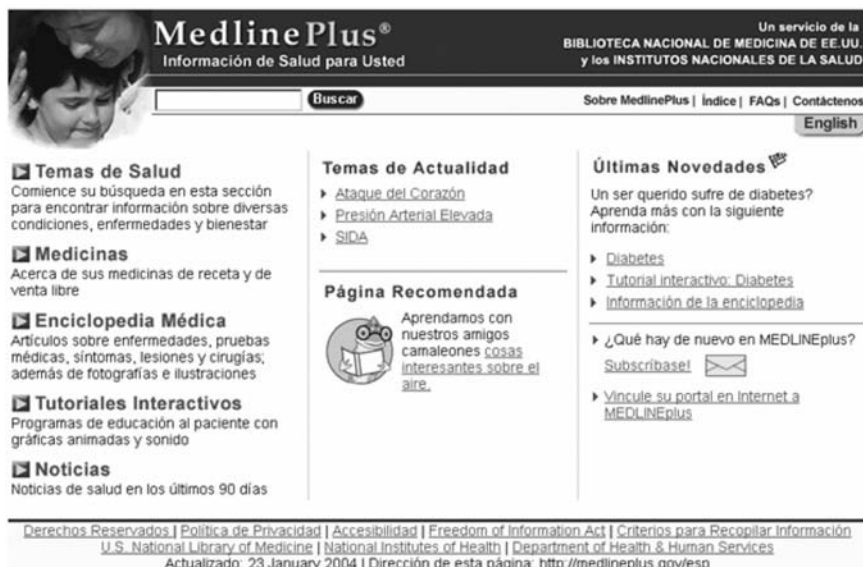 MedlinePlus®
Información de Salud para Usted
Un servicio de la
BIBLIOTECA NACIONAL DE MEDICINA DE EE.UU.
y los INSTITUTOS NACIONALES DE LA SALUD
Buscar
Sobre MedlinePlus | Índice | FAQs | Contáctenos
English
Temas de Salud
Comience su búsqueda en esta sección
para encontrar información sobre diversas
condiciones, enfermedades y bienestar
Medicinas
Acerca de sus medicinas de receta y de
venta libre
Enciclopedia Médica
Artículos sobre enfermedades, pruebas
médicas, síntomas, lesiones y cirugías;
además de fotografías e ilustraciones
Tutoriales Interactivos
Programas de educación al paciente con
gráficas animadas y sonido
Noticias
Noticias de salud en los últimos 90 días
Temas de Actualidad
Ataque del Corazón
Presión Arterial Elevada
SIDA
Página Recomendada
Aprendamos con
nuestros amigos
camaleones cosas
interesantes sobre el
aire.
Últimas Novedades
Un ser querido sufre de diabetes?
Aprenda más con la siguiente
información:
Diabetes
Tutorial interactivo: Diabetes
Información de la enciclopedia
¿Qué hay de nuevo en MEDLINEplus?
Subscríbase!
Vincule su portal en Internet a
MEDLINEplus
Derechos Reservados | Política de Privacidad | Accesibilidad | Freedom of Information Act | Criterios para Recopilar Información
U.S. National Library of Medicine | National Institutes of Health | Department of Health & Human Services
Actualizado: 23 January 2004 | Dirección de esta página: http://medlineplus.gov/esp